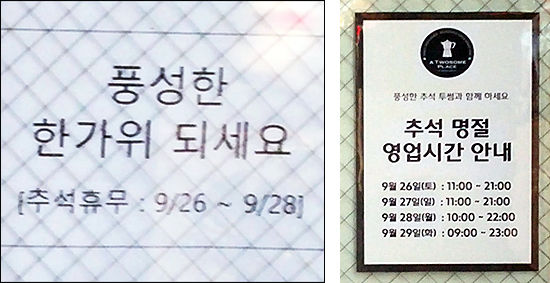 풍성한
한가위 되세요
[추석휴무 : 9/26 ~ 9/28]
A TWOSOME
PLACE
풍성한 추석 투썸과 함께 하세요
추석 명절
영업시간 안내
9월 26일(토) : 11:00 ~ 21:00
9월 27일(일) : 11:00 ~ 21:00
9월 28일(월) : 10:00 ~ 22:00
9월 29일(화) : 09:00 ~ 23:00